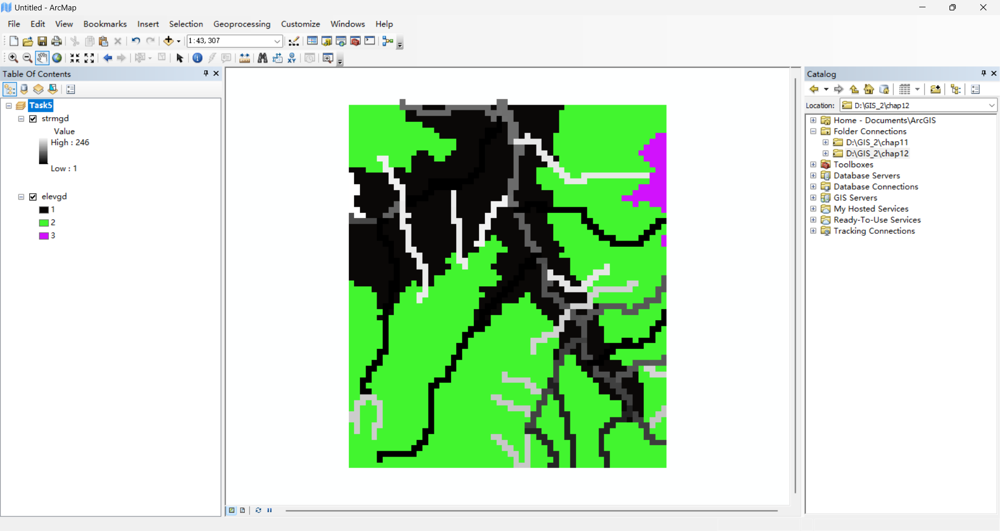 Untitled - ArcMap
File Edit View Bookmarks Insert Selection Geoprocessing Customize Windows Help
1:43,307
XY
Table Of Contents
Task5
strmgd
Value
High : 246
Low : 1
elevgd
1
2
3
Catalog
Location: D:\GIS_2\chap12
Home - Documents\ArcGIS
Folder Connections
D:\GIS_2\chap11
D:\GIS_2\chap12
Toolboxes
Database Servers
Database Connections
GIS Servers
My Hosted Services
Ready-To-Use Services
Tracking Connections